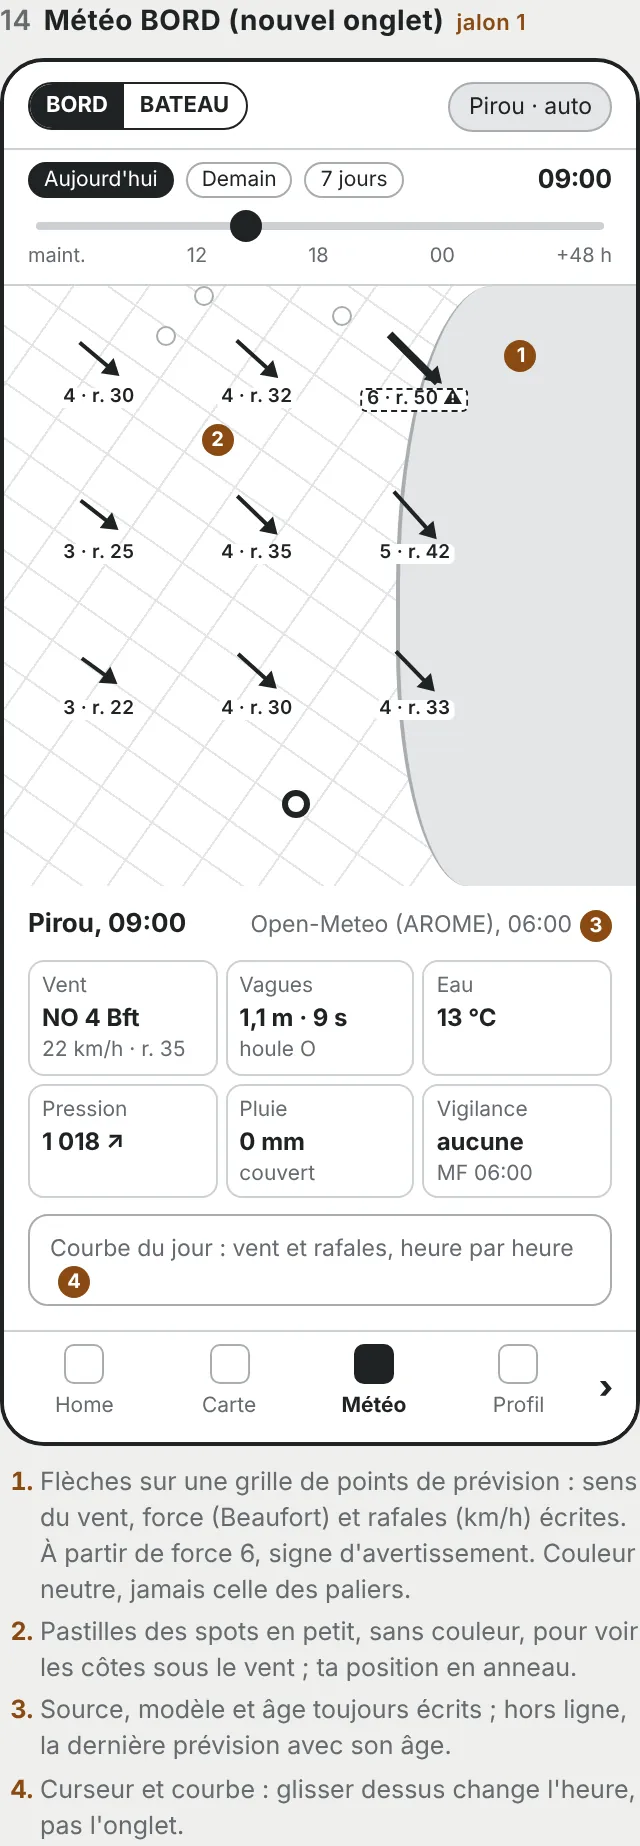 14 Météo BORD (nouvel onglet) jalon 1
BORD BATEAU Pirou · auto
Aujourd'hui Demain 7 jours 09:00
maint. 12 18 00 +48 h
1
4 · r. 30 4 · r. 32 6 · r. 50 ⚠
2
3 · r. 25 4 · r. 35 5 · r. 42
3 · r. 22 4 · r. 30 4 · r. 33
Pirou, 09:00 Open-Meteo (AROME), 06:00 3
Vent Vagues Eau
NO 4 Bft 1,1 m · 9 s 13 °C
22 km/h · r. 35 houle O
Pression Pluie Vigilance
1 018 ↗ 0 mm aucune
couvert MF 06:00
Courbe du jour : vent et rafales, heure par heure
4
Home Carte Météo Profil ›
1. Flèches sur une grille de points de prévision : sens
du vent, force (Beaufort) et rafales (km/h) écrites.
À partir de force 6, signe d'avertissement. Couleur
neutre, jamais celle des paliers.
2. Pastilles des spots en petit, sans couleur, pour voir
les côtes sous le vent ; ta position en anneau.
3. Source, modèle et âge toujours écrits ; hors ligne,
la dernière prévision avec son âge.
4. Curseur et courbe : glisser dessus change l'heure,
pas l'onglet.